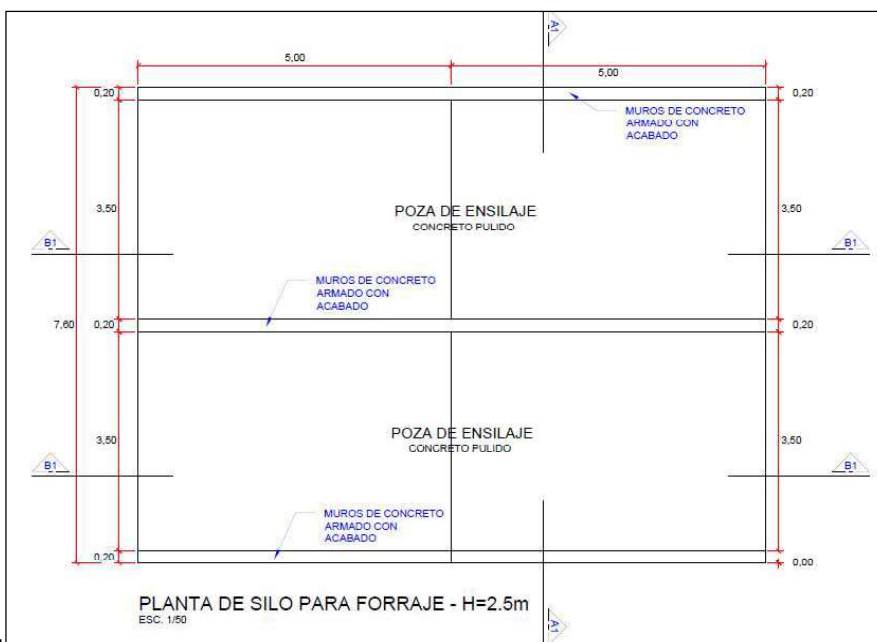 A1
5,00
5,00
0,20
0,20
MUROS DE CONCRETO
ARMADO CON
ACABADO
3,50
POZA DE ENSILAJE
CONCRETO PULIDO
3,50
B1
B1
MUROS DE CONCRETO
ARMADO CON
ACABADO
7,60
0,20
0,20
3,50
POZA DE ENSILAJE
CONCRETO PULIDO
3,50
B1
B1
MUROS DE CONCRETO
ARMADO CON
ACABADO
0,20
0,00
PLANTA DE SILO PARA FORRAJE - H=2.5m
ESC. 1/50
A1